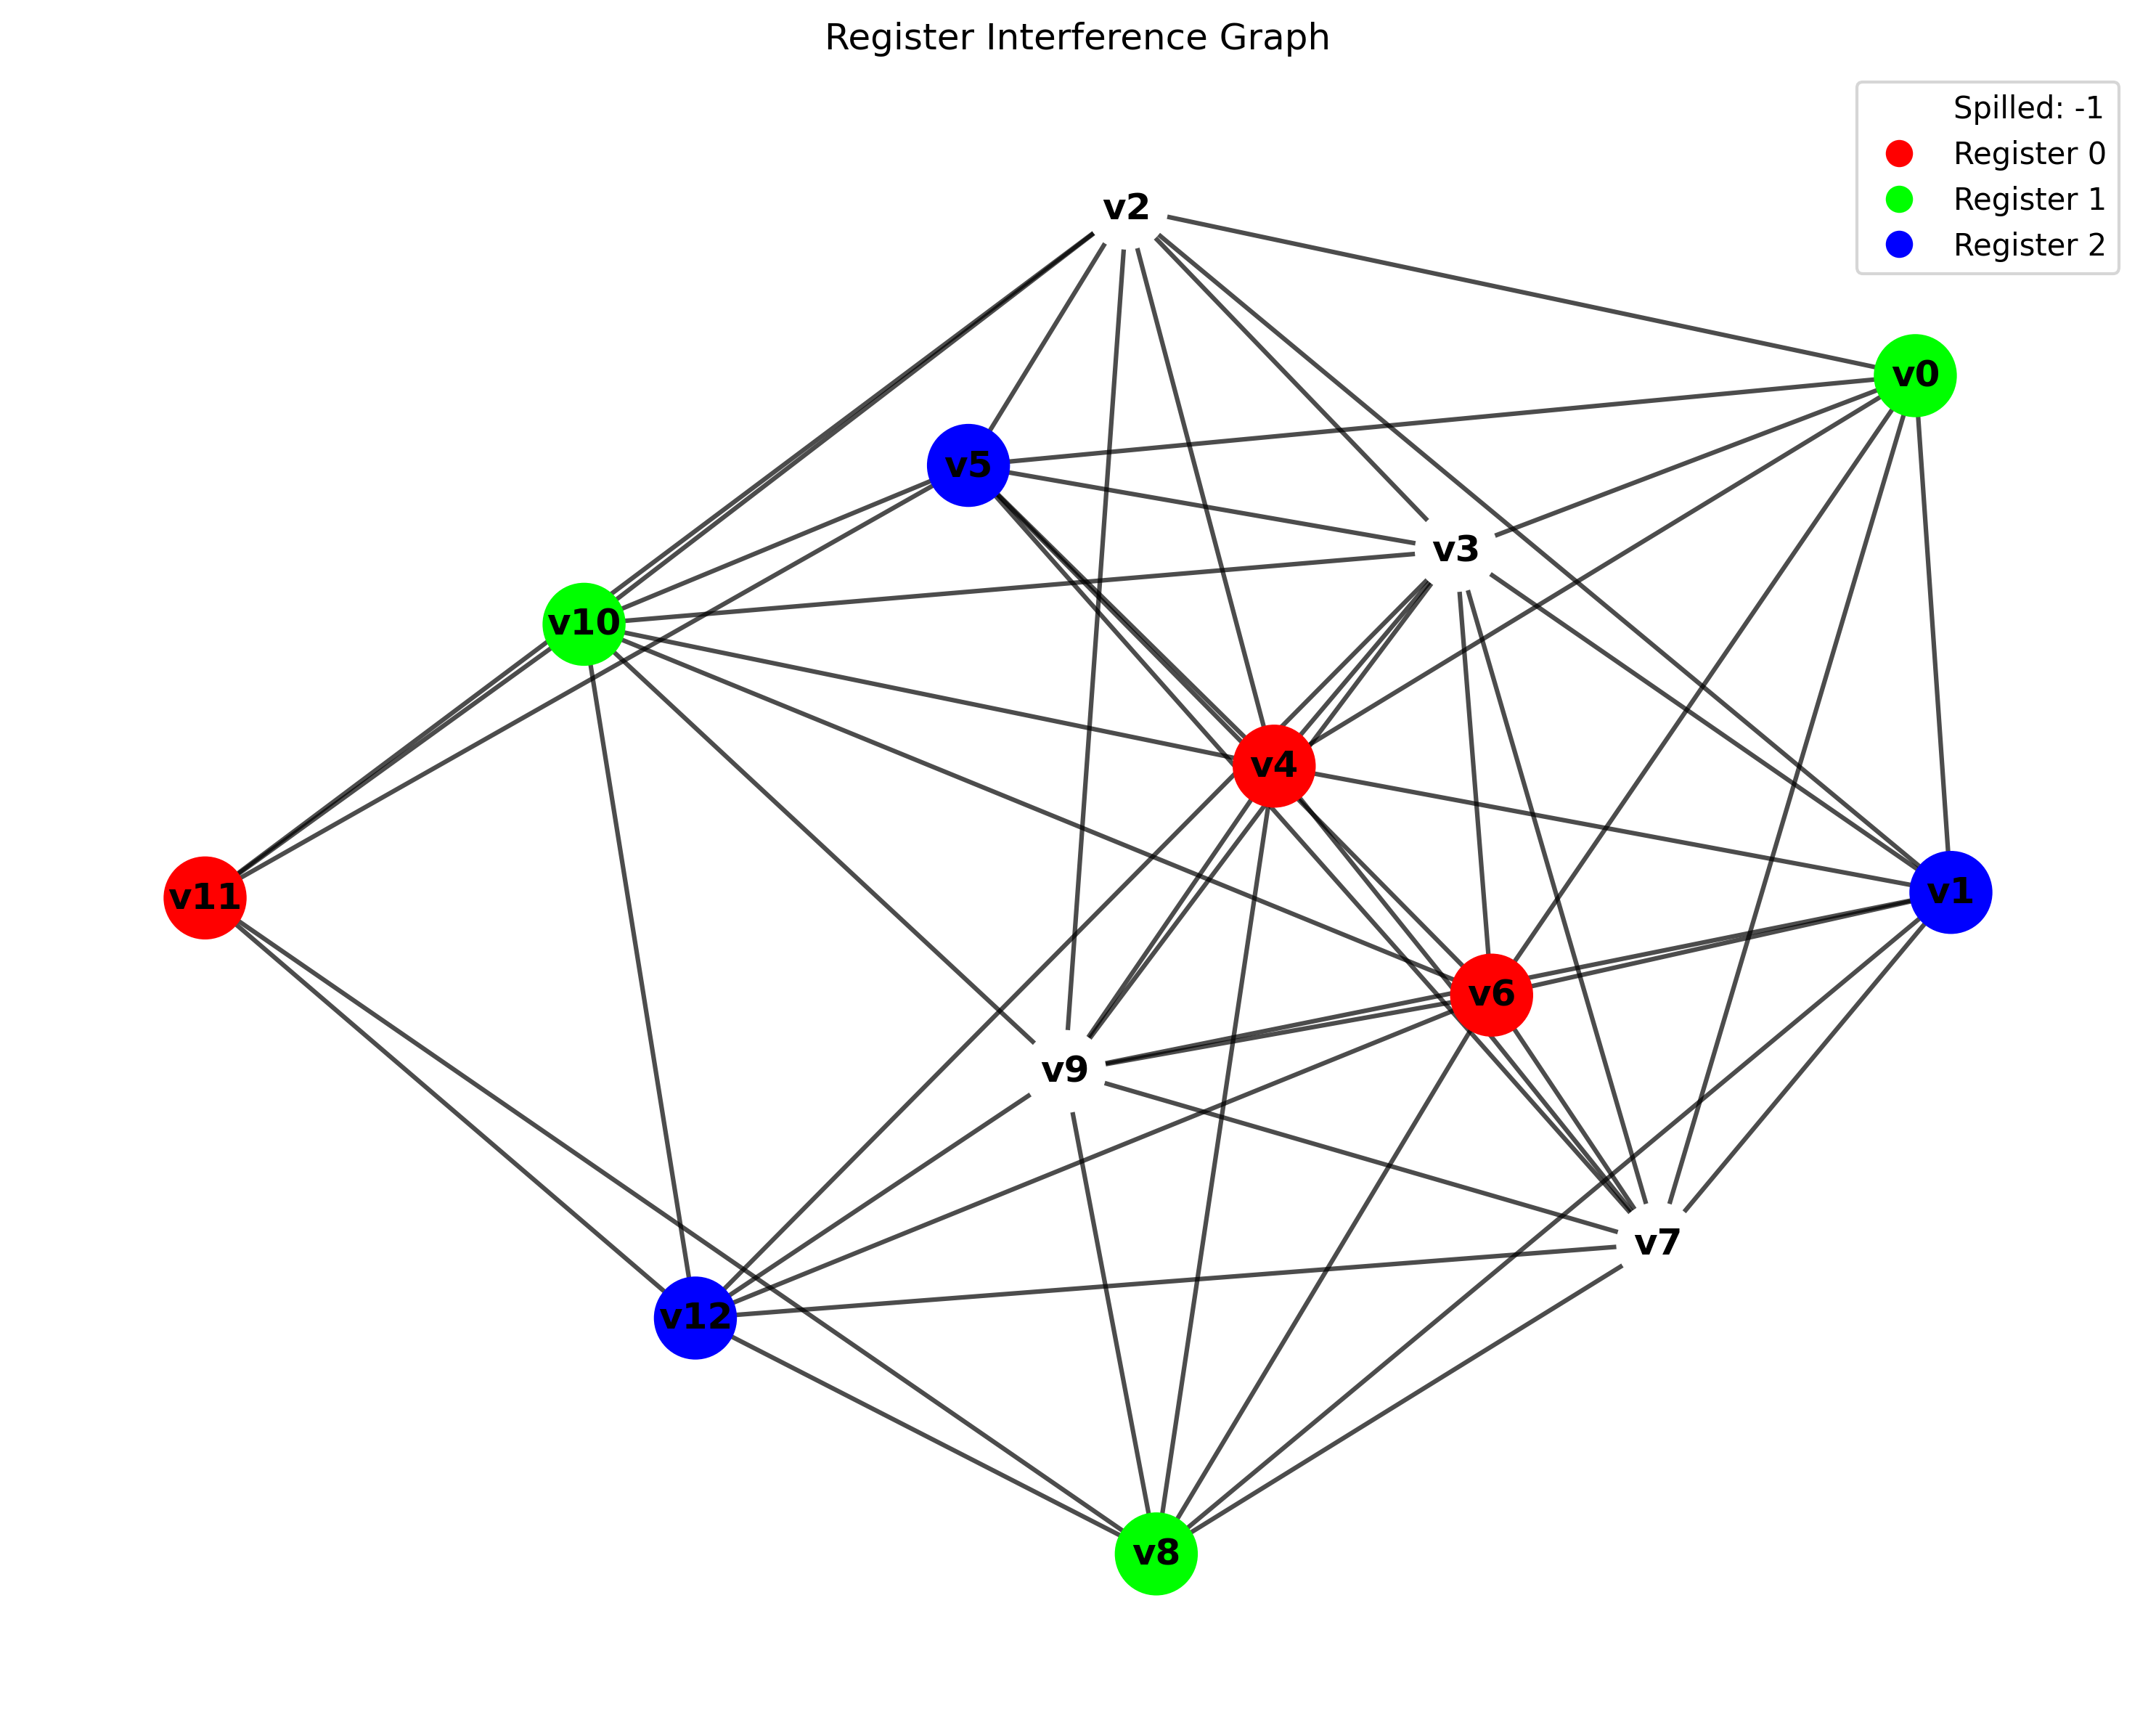 Register Interference Graph
Spilled: -1
Register 0
Register 1
Register 2
v2
v0
v5
v3
v10
v4
v11
v1
v6
v9
v7
v12
v8